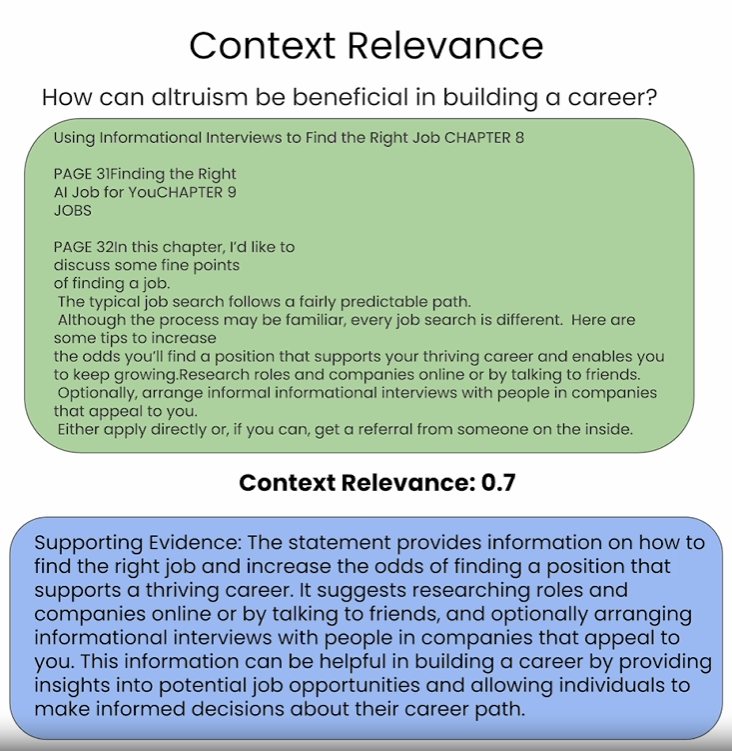 Context Relevance
How can altruism be beneficial in building a career?
Using Informational Interviews to Find the Right Job CHAPTER 8
PAGE 31Finding the Right
AI Job for YouCHAPTER 9
JOBS
PAGE 32In this chapter, I'd like to
discuss some fine points
of finding a job.
The typical job search follows a fairly predictable path.
Although the process may be familiar, every job search is different. Here are
some tips to increase
the odds you'll find a position that supports your thriving career and enables you
to keep growing.Research roles and companies online or by talking to friends.
Optionally, arrange informal informational interviews with people in companies
that appeal to you.
Either apply directly or, if you can, get a referral from someone on the inside.
Context Relevance: 0.7
Supporting Evidence: The statement provides information on how to
find the right job and increase the odds of finding a position that
supports a thriving career. It suggests researching roles and
companies online or by talking to friends, and optionally arranging
informational interviews with people in companies that appeal to
you. This information can be helpful in building a career by providing
insights into potential job opportunities and allowing individuals to
make informed decisions about their career path.